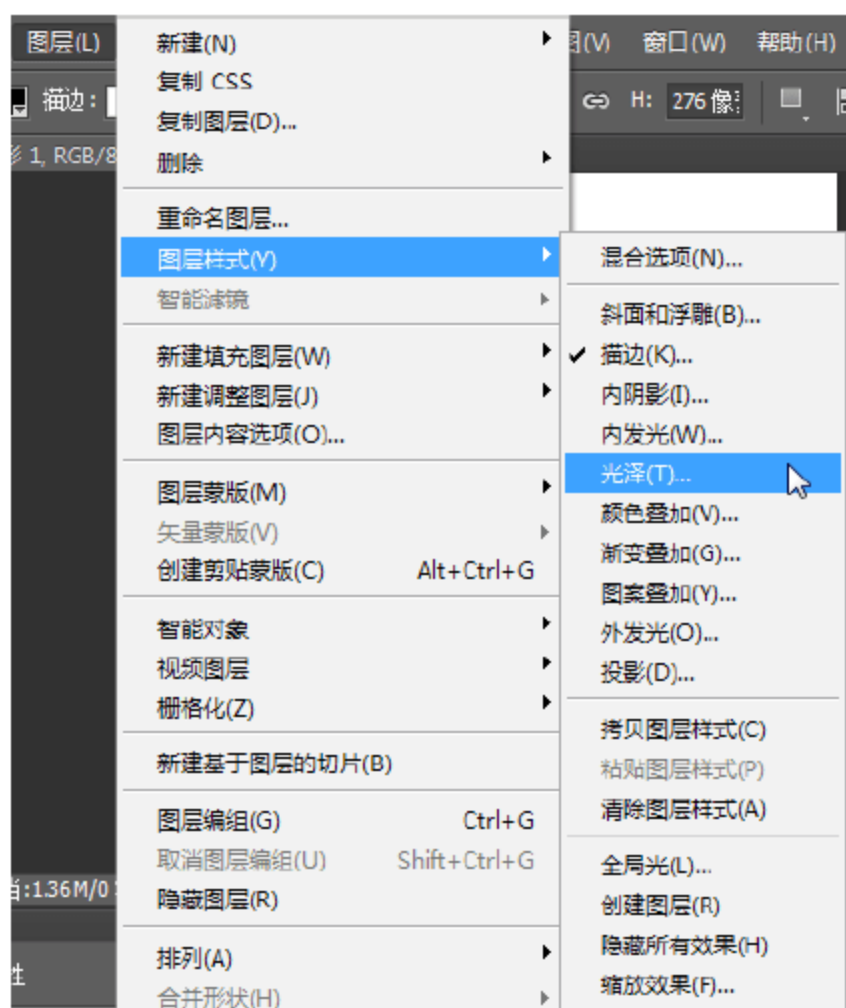 图层(L)
窗口(W) 帮助(H)
描边:
H: 276 像
1, RGB/8
新建(N)
复制 CSS
复制图层(D)...
删除
重命名图层...
图层样式(Y)
智能滤镜
新建填充图层(W)
新建调整图层(J)
图层内容选项(O)...
图层蒙版(M)
矢量蒙版(V)
创建剪贴蒙版(C) Alt+Ctrl+G
智能对象
视频图层
栅格化(Z)
新建基于图层的切片(B)
图层编组(G) Ctrl+G
取消图层编组(U) Shift+Ctrl+G
隐藏图层(R)
排列(A)
合并形状(H)
混合选项(N)...
斜面和浮雕(B)...
描边(K)...
内阴影(I)...
内发光(W)...
光泽(T)...
颜色叠加(V)...
渐变叠加(G)...
图案叠加(Y)...
外发光(O)...
投影(D)...
拷贝图层样式(C)
粘贴图层样式(P)
清除图层样式(A)
全局光(L)...
创建图层(R)
隐藏所有效果(H)
缩放效果(F)...
:1.36M/0
性